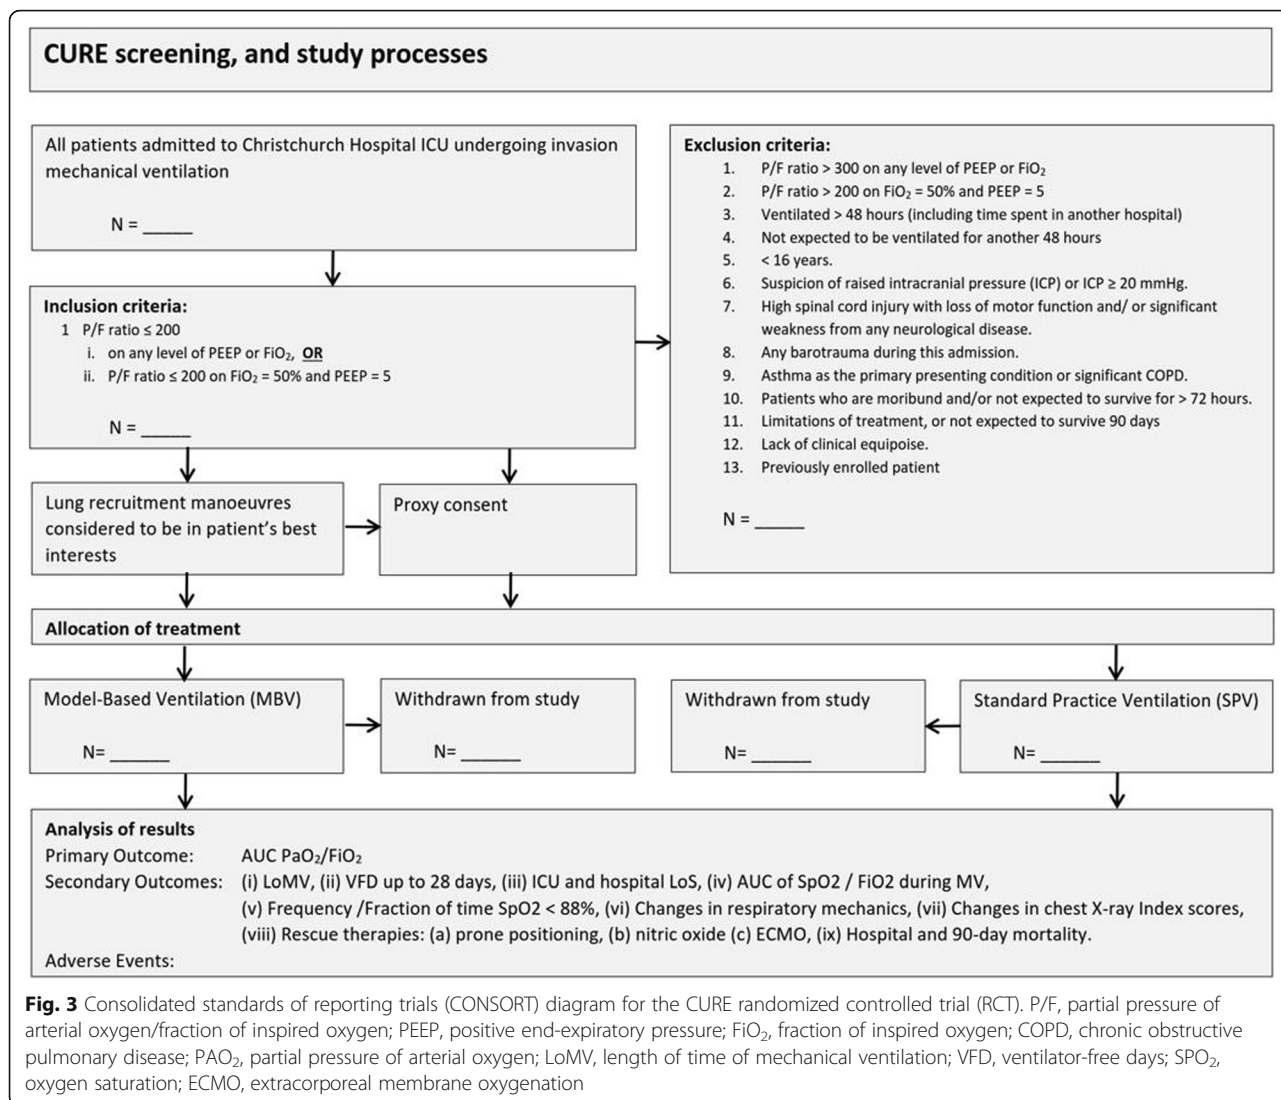 CURE screening, and study processes
All patients admitted to Christchurch Hospital ICU undergoing invasion
mechanical ventilation
N = _____
Inclusion criteria:
1 P/F ratio ≤ 200
i. on any level of PEEP or FiO₂, OR
ii. P/F ratio ≤ 200 on FiO₂ = 50% and PEEP = 5
N = _____
Exclusion criteria:
1. P/F ratio > 300 on any level of PEEP or FiO₂
2. P/F ratio > 200 on FiO₂ = 50% and PEEP = 5
3. Ventilated > 48 hours (including time spent in another hospital)
4. Not expected to be ventilated for another 48 hours
5. < 16 years.
6. Suspicion of raised intracranial pressure (ICP) or ICP ≥ 20 mmHg.
7. High spinal cord injury with loss of motor function and/ or significant
weakness from any neurological disease.
8. Any barotrauma during this admission.
9. Asthma as the primary presenting condition or significant COPD.
10. Patients who are moribund and/or not expected to survive for > 72 hours.
11. Limitations of treatment, or not expected to survive 90 days
12. Lack of clinical equipoise.
13. Previously enrolled patient
N = _____
Lung recruitment manoeuvres
considered to be in patient's best
interests
Proxy consent
Allocation of treatment
Model-Based Ventilation (MBV)
N= ______
Withdrawn from study
N= ______
Withdrawn from study
N= ______
Standard Practice Ventilation (SPV)
N= ______
Analysis of results
Primary Outcome: AUC PaO₂/FiO₂
Secondary Outcomes: (i) LoMV, (ii) VFD up to 28 days, (iii) ICU and hospital LoS, (iv) AUC of SpO2 / FiO2 during MV,
(v) Frequency /Fraction of time SpO2 < 88%, (vi) Changes in respiratory mechanics, (vii) Changes in chest X-ray Index scores,
(viii) Rescue therapies: (a) prone positioning, (b) nitric oxide (c) ECMO, (ix) Hospital and 90-day mortality.
Adverse Events:
Fig. 3 Consolidated standards of reporting trials (CONSORT) diagram for the CURE randomized controlled trial (RCT). P/F, partial pressure of
arterial oxygen/fraction of inspired oxygen; PEEP, positive end-expiratory pressure; FiO₂, fraction of inspired oxygen; COPD, chronic obstructive
pulmonary disease; PAO₂, partial pressure of arterial oxygen; LoMV, length of time of mechanical ventilation; VFD, ventilator-free days; SPO₂,
oxygen saturation; ECMO, extracorporeal membrane oxygenation